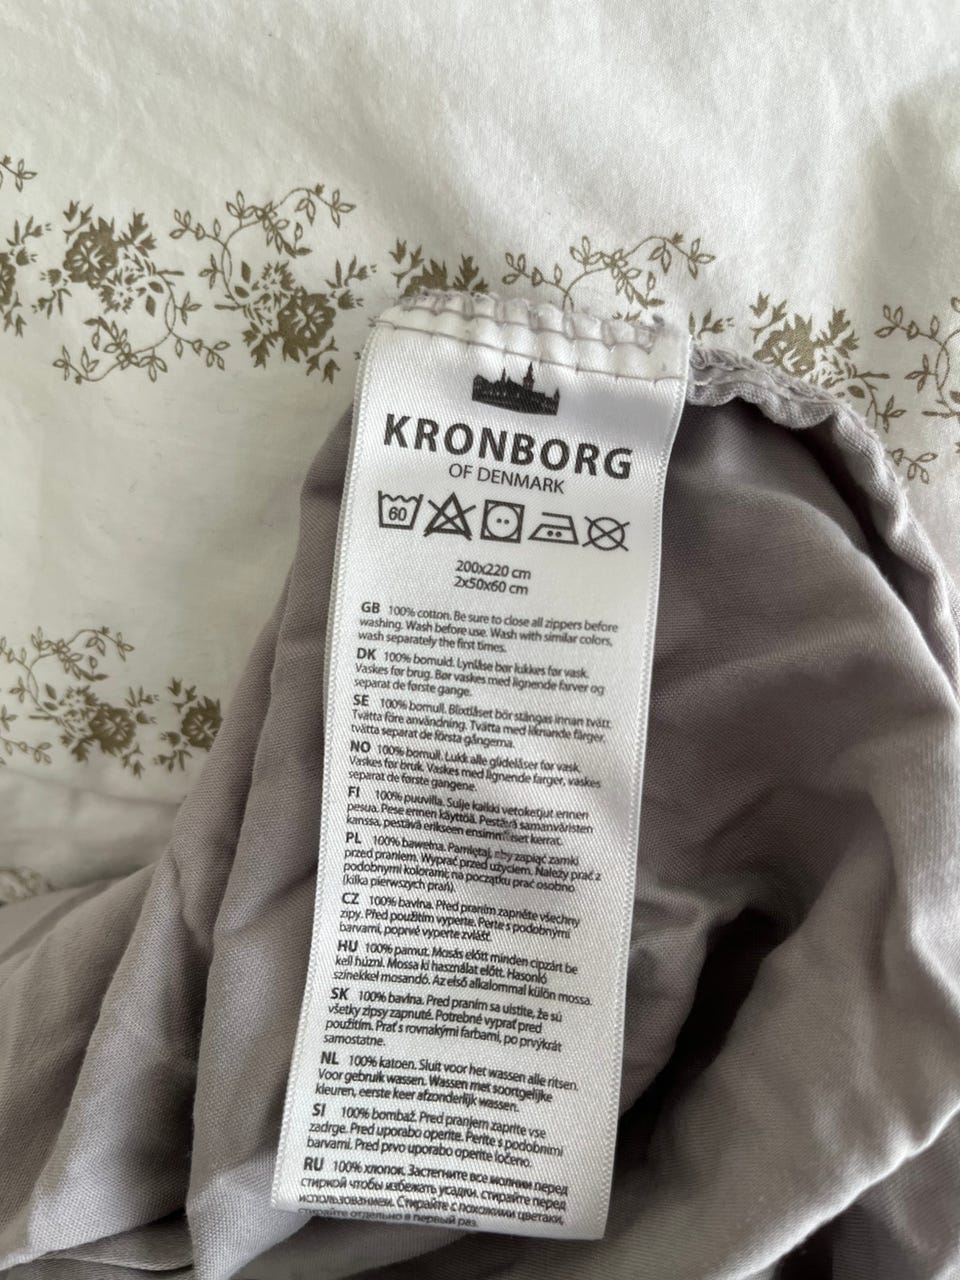 KRONBORG
OF DENMARK
60
200x220 cm
2x50x60 cm
GB 100% cotton. Be sure to close all zippers before
washing. Wash before use. Wash with similar colors,
wash separately the first times.
DK 100% bomuld. Lynlåse bør lukkes før vask.
Vaskes før brug. Bør vaskes med lignende farver og
separat de første gange.
SE 100% bomull. Blixtlåset bör stängas innan tvätt.
Tvätta före användning. Tvätta med liknande färger,
tvätta separat de första gångerna.
NO 100% bomull. Lukk alle glidelåser før vask.
Vaskes før bruk. Vaskes med lignende farger, vaskes
separat de første gangene.
FI 100% puuvilla. Sulje kaikki vetoketjut ennen
pesua. Pese ennen käyttöä. Pestävä samanväristen
kanssa, pestävä erikseen ensimmäiset kerrat.
PL 100% bawełna. Pamiętaj, aby zapiąć zamki
przed praniem. Wyprać przed użyciem. Należy prać z
podobnymi kolorami; na początku prać osobno
(kilka pierwszych prań).
CZ 100% bavlna. Před praním zapněte všechny
zipy. Před použitím vyperte. Perte s podobnými
barvami, poprvé vyperte zvlášť.
HU 100% pamut. Mosás előtt minden cipzárt be
kell húzni. Mossa ki használat előtt. Hasonló
színekkel mosandó. Az első alkalommal külön mossa.
SK 100% bavlna. Pred praním sa uistite, že sú
všetky zipsy zapnuté. Potrebné vyprať pred
použitím. Prať s rovnakými farbami, po prvýkrát
samostatne.
NL 100% katoen. Sluit voor het wassen alle ritsen.
Voor gebruik wassen. Wassen met soortgelijke
kleuren, eerste keer afzonderlijk wassen.
SI 100% bombaž. Pred pranjem zaprite vse
zadrge. Pred uporabo operite. Perite s podobnimi
barvami. Pred prvo uporabo operite ločeno.
RU 100% хлопок. Застегните все молнии перед
стиркой чтобы избежать усадки. стирайте перед
использованием. Стирайте с похожими цветами,
стирайте отдельно в первый раз.